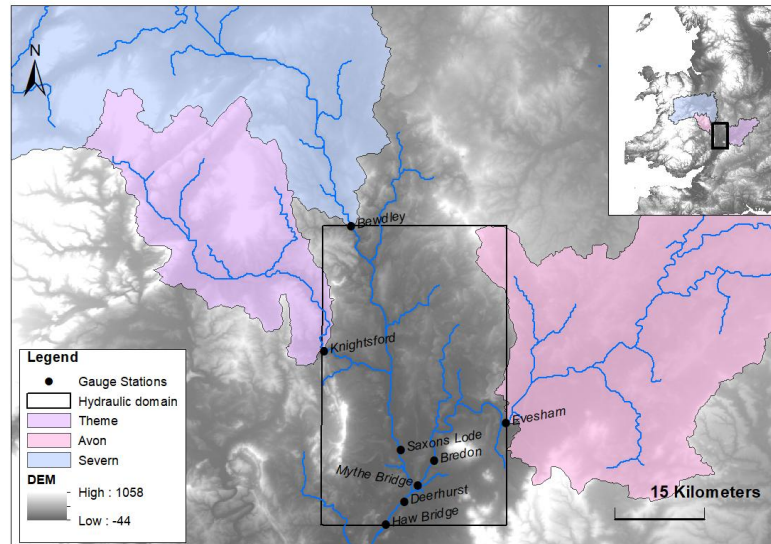 N
Bewdley
Knightsford
Evesham
Saxons Lode
Bredon
Mythe Bridge
Deerhurst
Haw Bridge
15 Kilometers
Legend
Gauge Stations
Hydraulic domain
Theme
Avon
Severn
DEM
High : 1058
Low : -44